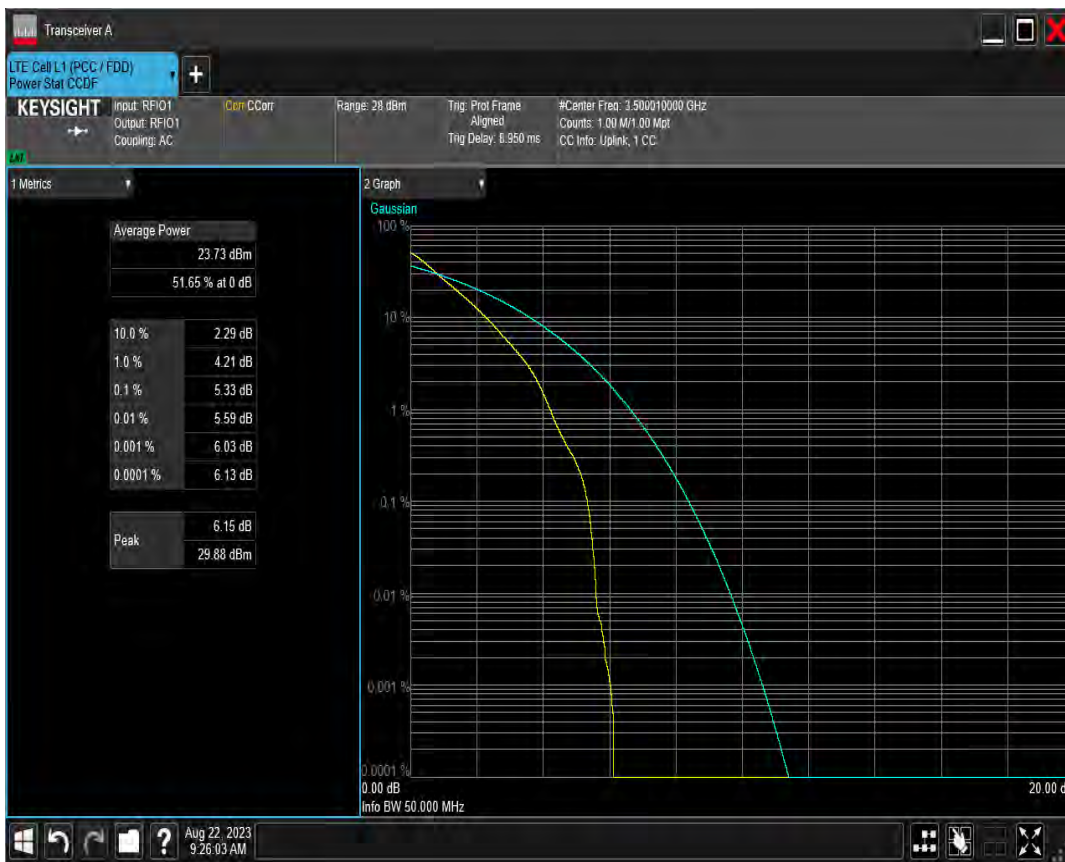 Transceiver A
LTE Cell L1 (PCC / FDD)
Power Stat CCDF
KEYSIGHT
Input: RFIO1
Output: RFIO1
Coupling: AC
Corr CCorr
Range: 28 dBm
Trig: Prot Frame
Aligned
Trig Delay: 8.950 ms
#Center Freq: 3.500010000 GHz
Counts: 1.00 M/1.00 Mpt
CC Info: Uplink, 1 CC
1 Metrics
Average Power
23.73 dBm
51.65 % at 0 dB
10.0 % 2.29 dB
1.0 % 4.21 dB
0.1 % 5.33 dB
0.01 % 5.59 dB
0.001 % 6.03 dB
0.0001 % 6.13 dB
Peak
6.15 dB
29.88 dBm
2 Graph
Gaussian
100 %
10 %
1 %
0.1 %
0.01 %
0.001 %
0.0001 %
0.00 dB
20.00 d
Info BW 50.000 MHz
?
Aug 22, 2023
9:26:03 AM